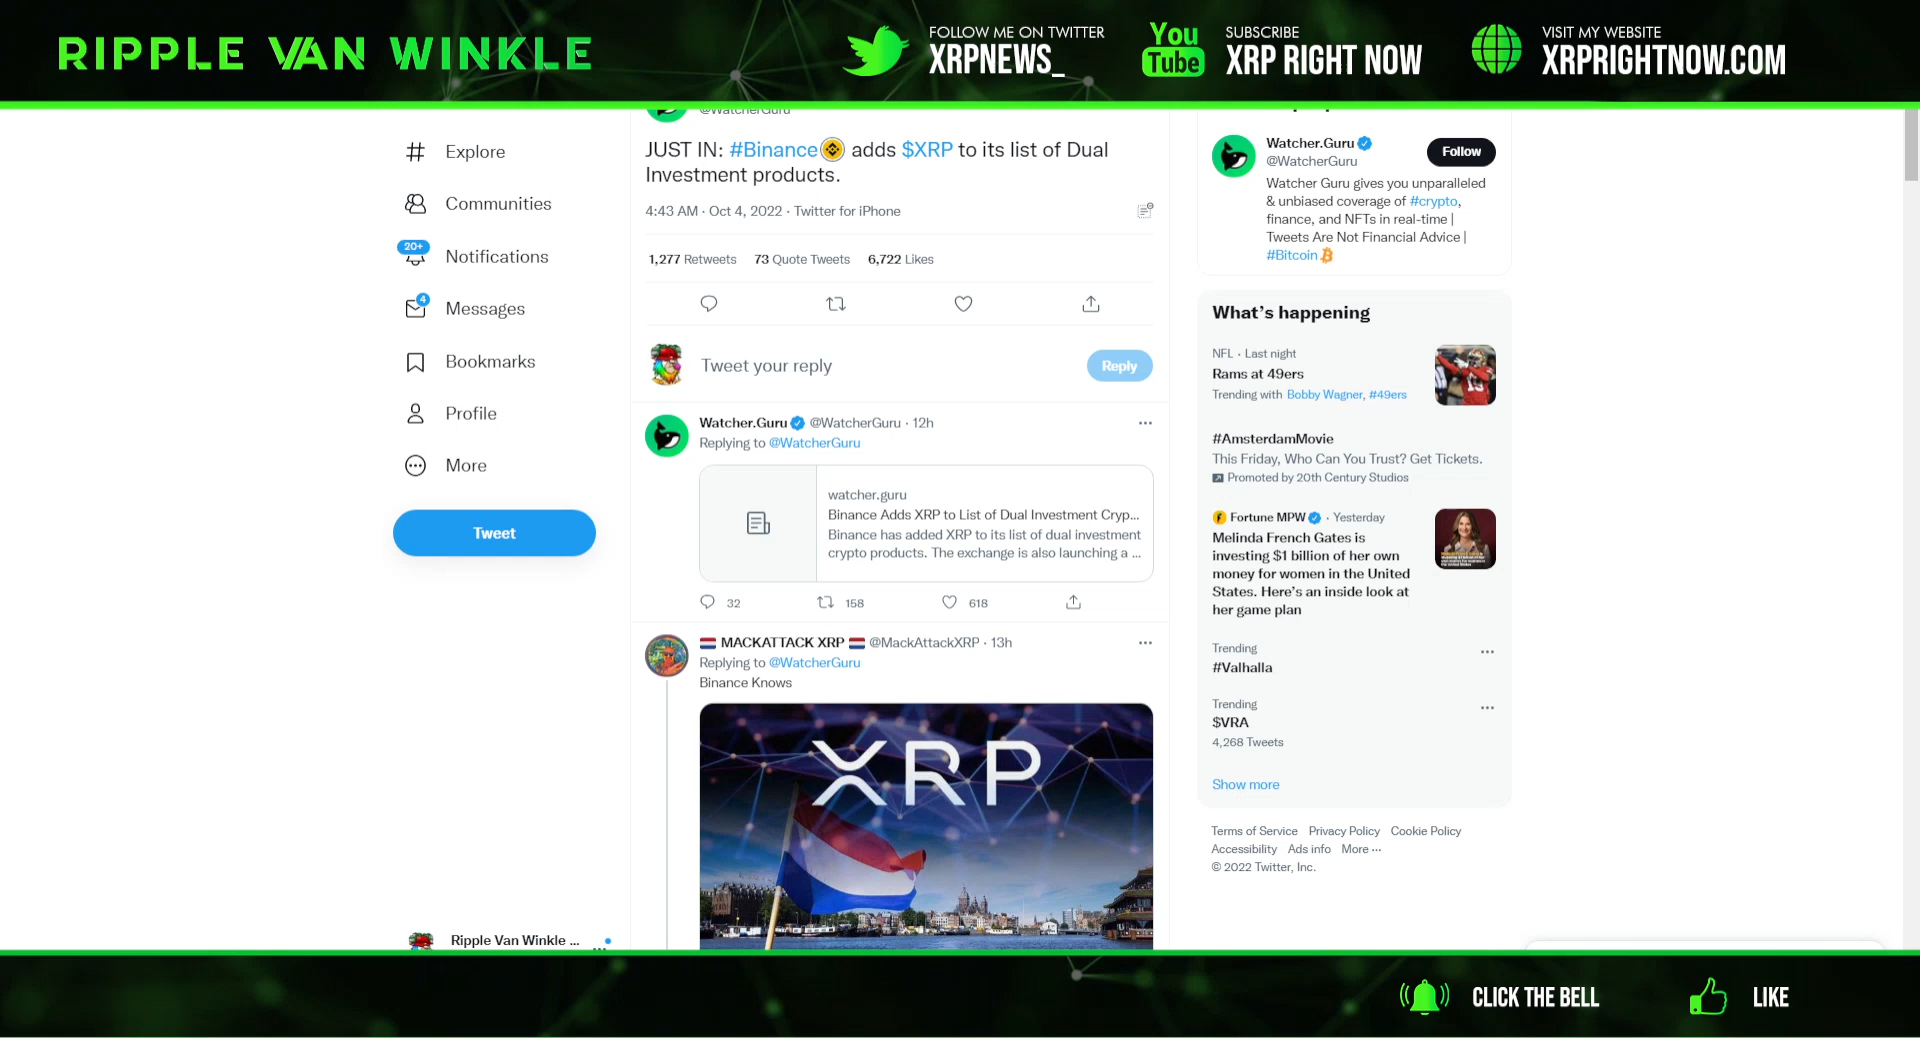 RIPPLE VAN WINKLE
FOLLOW ME ON TWITTER
XRPNEWS_
You
Tube
SUBSCRIBE
XRP RIGHT NOW
VISIT MY WEBSITE
XRPRIGHTNOW.COM
Explore
Communities
20+
Notifications
4
Messages
Bookmarks
Profile
More
Tweet
Ripple Van Winkle ...
@WatcherGuru
JUST IN: #Binance adds $XRP to its list of Dual
Investment products.
4:43 AM · Oct 4, 2022 · Twitter for iPhone
1,277 Retweets 73 Quote Tweets 6,722 Likes
Tweet your reply
Reply
Watcher.Guru @WatcherGuru · 12h
Replying to @WatcherGuru
watcher.guru
Binance Adds XRP to List of Dual Investment Cryp...
Binance has added XRP to its list of dual investment
crypto products. The exchange is also launching a ...
32 158 618
MACKATTACK XRP @MackAttackXRP · 13h
Replying to @WatcherGuru
Binance Knows
XRP
Watcher.Guru
@WatcherGuru
Follow
Watcher Guru gives you unparalleled
& unbiased coverage of #crypto,
finance, and NFTs in real-time |
Tweets Are Not Financial Advice |
#Bitcoin
What's happening
NFL · Last night
Rams at 49ers
Trending with Bobby Wagner, #49ers
#AmsterdamMovie
This Friday, Who Can You Trust? Get Tickets.
Promoted by 20th Century Studios
Fortune MPW · Yesterday
Melinda French Gates is
investing $1 billion of her own
money for women in the United
States. Here's an inside look at
her game plan
Trending
#Valhalla
Trending
$VRA
4,268 Tweets
Show more
Terms of Service Privacy Policy Cookie Policy
Accessibility Ads info More ...
© 2022 Twitter, Inc.
CLICK THE BELL
LIKE